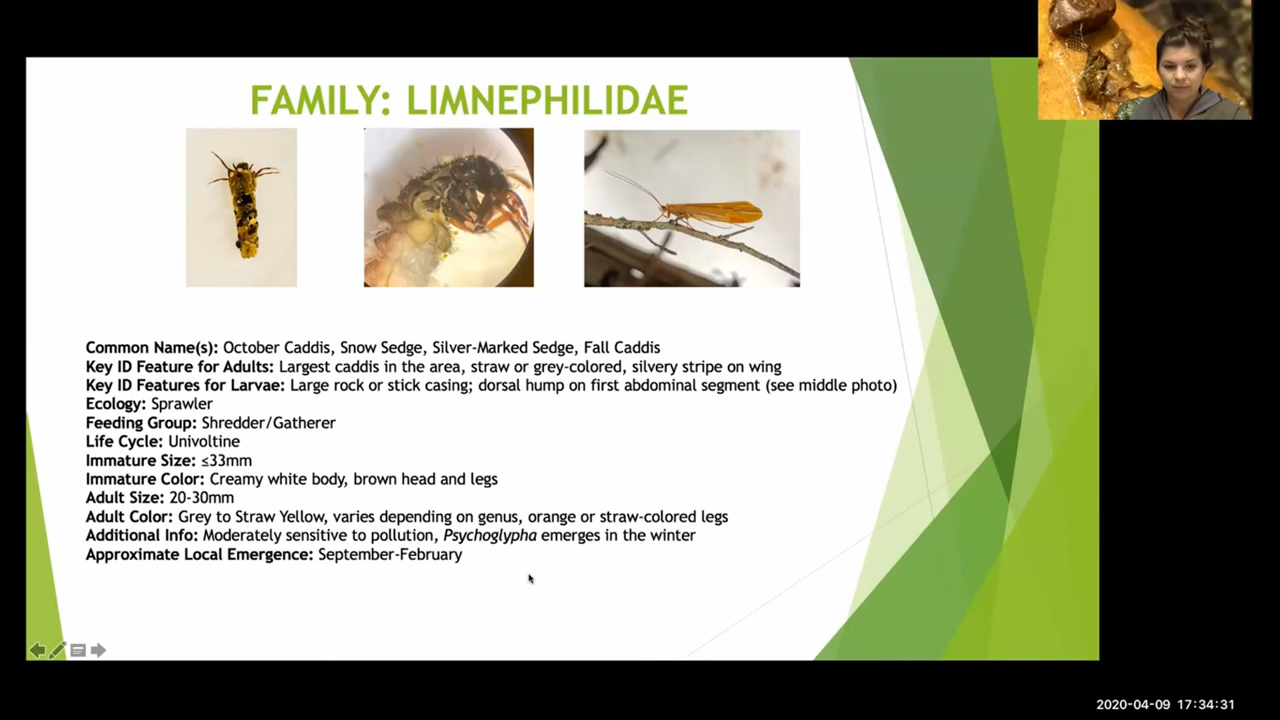 FAMILY: LIMNEPHILIDAE
Common Name(s): October Caddis, Snow Sedge, Silver-Marked Sedge, Fall Caddis
Key ID Feature for Adults: Largest caddis in the area, straw or grey-colored, silvery stripe on wing
Key ID Features for Larvae: Large rock or stick casing; dorsal hump on first abdominal segment (see middle photo)
Ecology: Sprawler
Feeding Group: Shredder/Gatherer
Life Cycle: Univoltine
Immature Size: ≤33mm
Immature Color: Creamy white body, brown head and legs
Adult Size: 20-30mm
Adult Color: Grey to Straw Yellow, varies depending on genus, orange or straw-colored legs
Additional Info: Moderately sensitive to pollution, Psychoglypha emerges in the winter
Approximate Local Emergence: September-February
2020-04-09 17:34:31